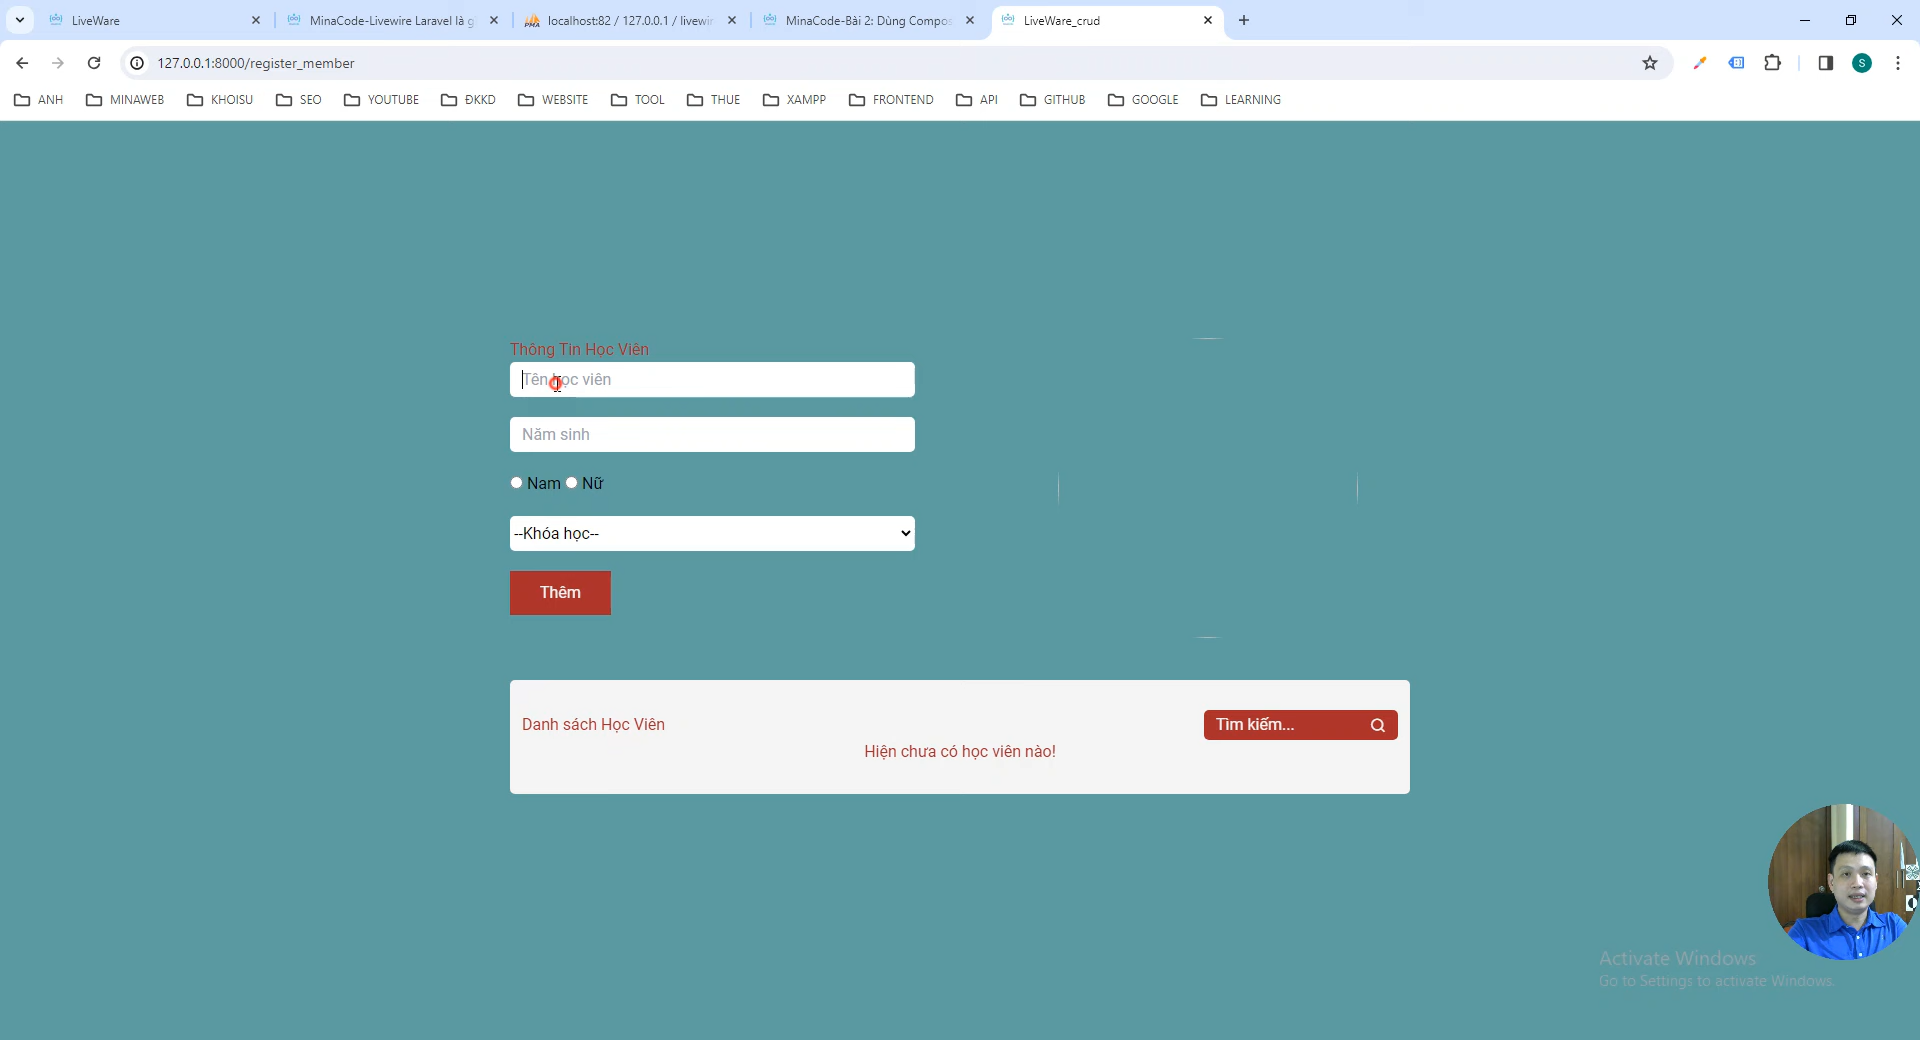 LiveWare
MinaCode-Livewire Laravel là g
localhost:82 / 127.0.0.1 / livewir
MinaCode-Bài 2: Dùng Compos
LiveWare_crud
127.0.0.1:8000/register_member
S
ANH
MINAWEB
KHOISU
SEO
YOUTUBE
ĐKKD
WEBSITE
TOOL
THUE
XAMPP
FRONTEND
API
GITHUB
GOOGLE
LEARNING
Thông Tin Học Viên
Tên học viên
Năm sinh
Nam Nữ
--Khóa học--
Thêm
Danh sách Học Viên
Tìm kiếm...
Hiện chưa có học viên nào!
Activate Windows
Go to Settings to activate Windows.